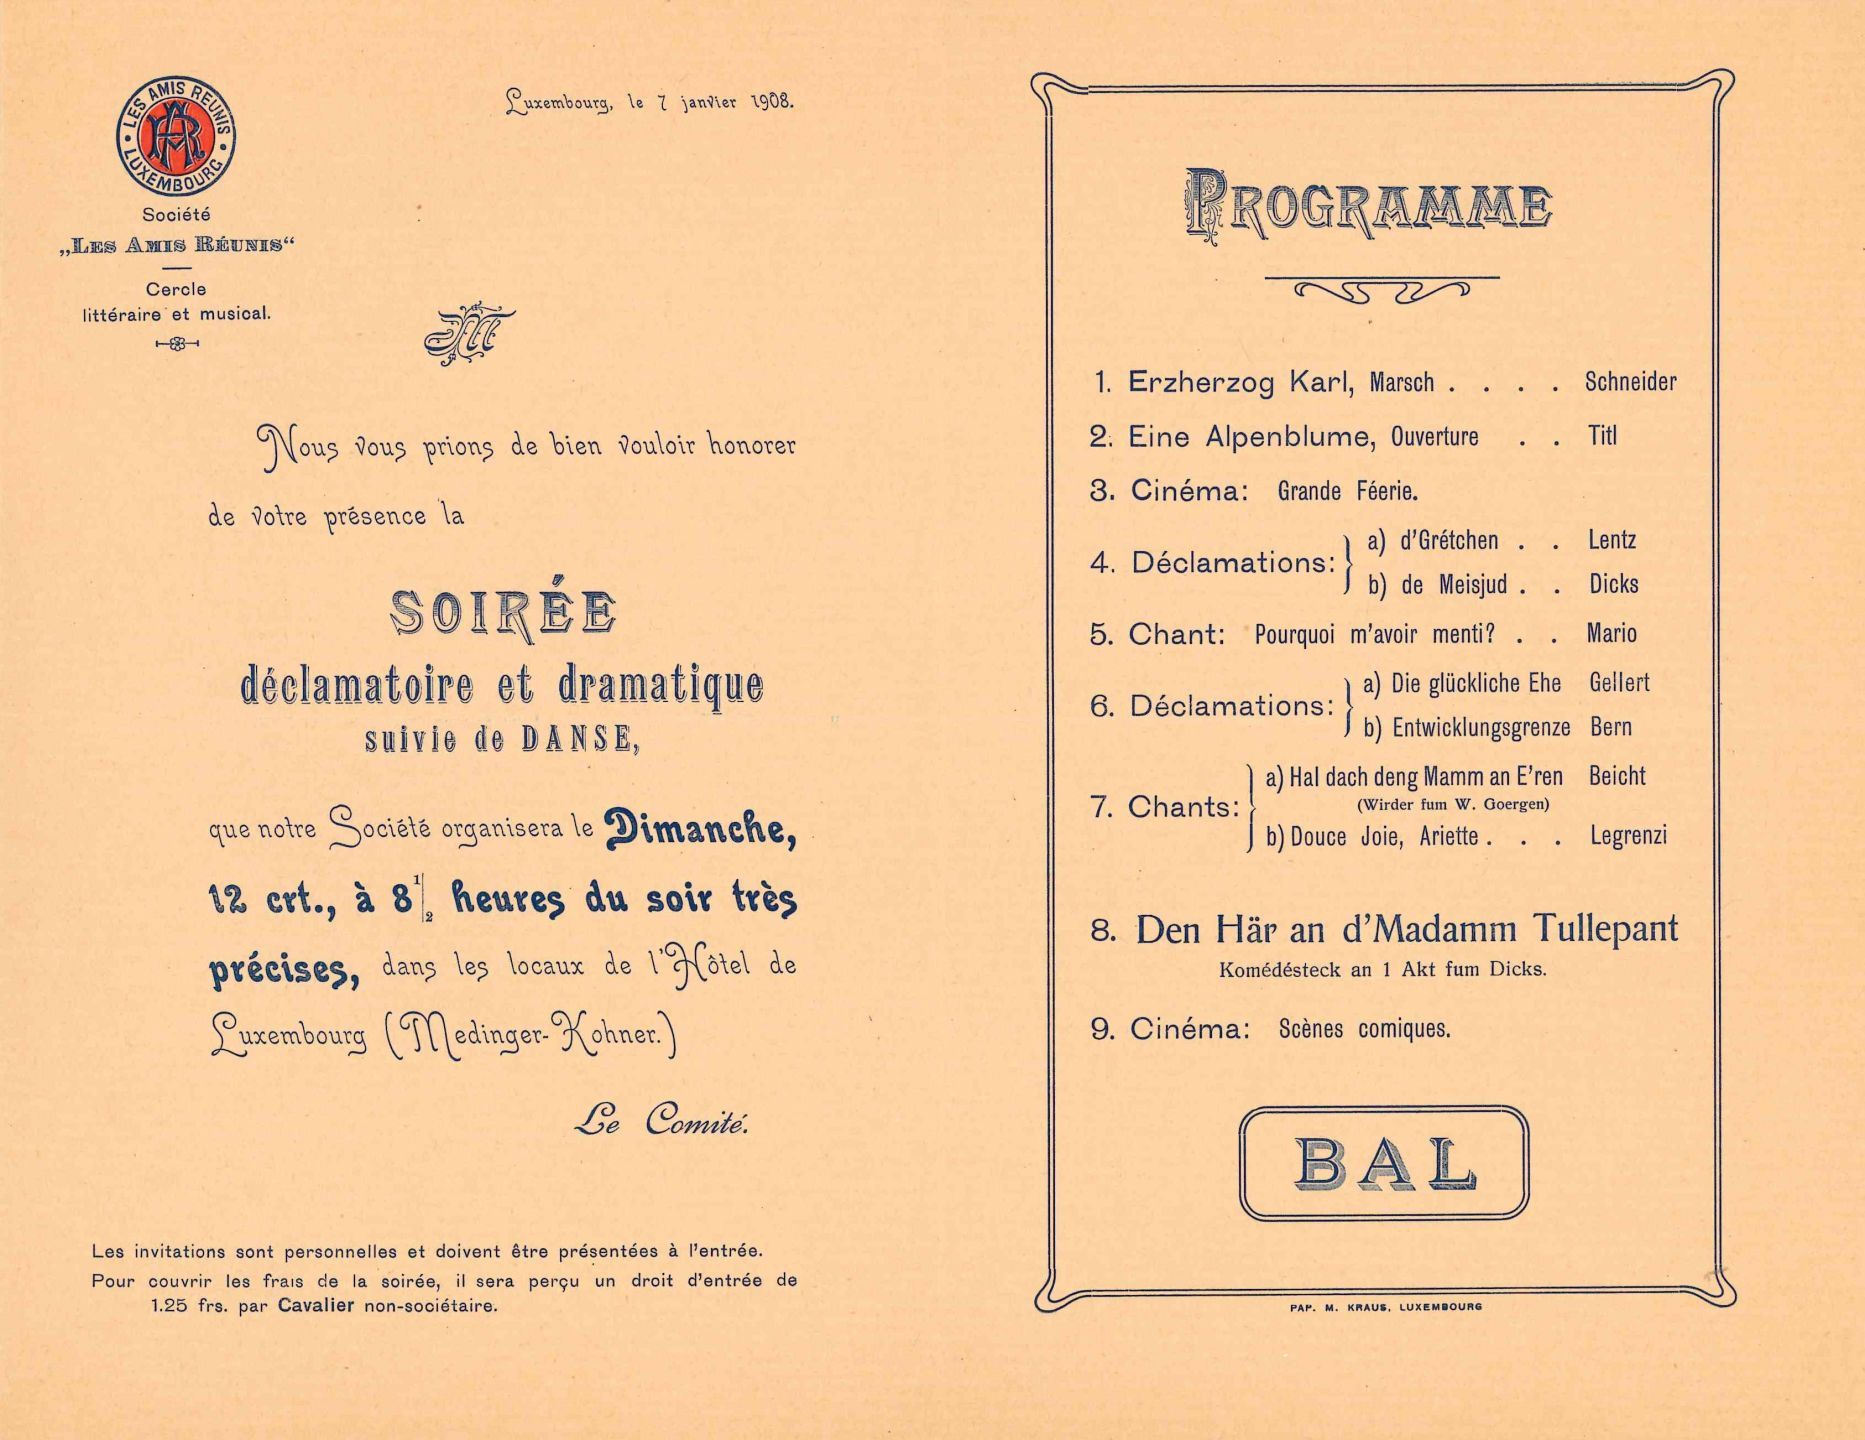 LES AMIS REUNIS
LUXEMBOURG
Société
„LES AMIS RÉUNIS“
Cercle
littéraire et musical.
Luxembourg, le 7 janvier 1908.
M
Nous vous prions de bien vouloir honorer
de votre présence la
SOIRÉE
déclamatoire et dramatique
suivie de DANSE,
que notre Société organisera le Dimanche,
12 crt., à 8 1/2 heures du soir très
précises, dans les locaux de l'Hôtel de
Luxembourg (Medinger-Kohner.)
Le Comité.
Les invitations sont personnelles et doivent être présentées à l'entrée.
Pour couvrir les frais de la soirée, il sera perçu un droit d'entrée de
1.25 frs. par Cavalier non-sociétaire.
PROGRAMME
1. Erzherzog Karl, Marsch . . . . Schneider
2. Eine Alpenblume, Ouverture . . Titl
3. Cinéma: Grande Féerie.
4. Déclamations: a) d'Grétchen . . Lentz
b) de Meisjud . . Dicks
5. Chant: Pourquoi m'avoir menti? . . Mario
6. Déclamations: a) Die glückliche Ehe Gellert
b) Entwicklungsgrenze Bern
7. Chants: a) Hal dach deng Mamm an E'ren Beicht
(Wirder fum W. Goergen)
b) Douce Joie, Ariette . . . Legrenzi
8. Den Här an d'Madamm Tullepant
Komédésteck an 1 Akt fum Dicks.
9. Cinéma: Scènes comiques.
BAL
PAP. M. KRAUS, LUXEMBOURG